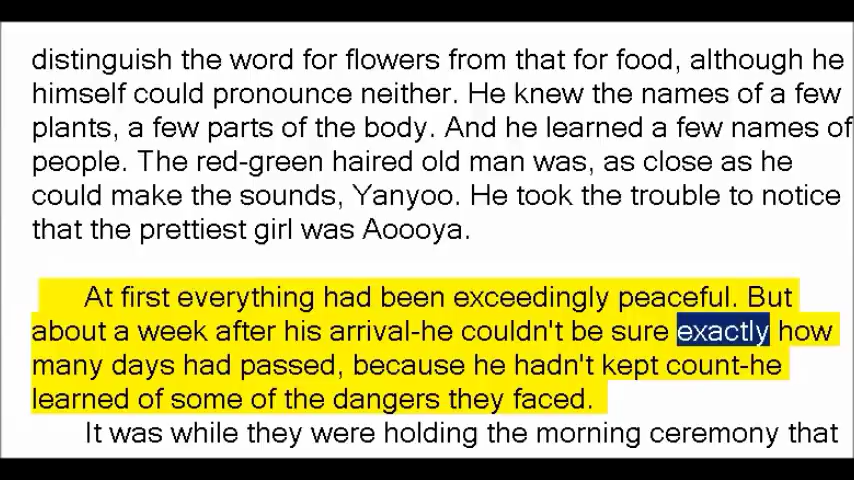 distinguish the word for flowers from that for food, although he
himself could pronounce neither. He knew the names of a few
plants, a few parts of the body. And he learned a few names of
people. The red-green haired old man was, as close as he
could make the sounds, Yanyoo. He took the trouble to notice
that the prettiest girl was Aoooya.
At first everything had been exceedingly peaceful. But
about a week after his arrival-he couldn't be sure exactly how
many days had passed, because he hadn't kept count-he
learned of some of the dangers they faced.
It was while they were holding the morning ceremony that